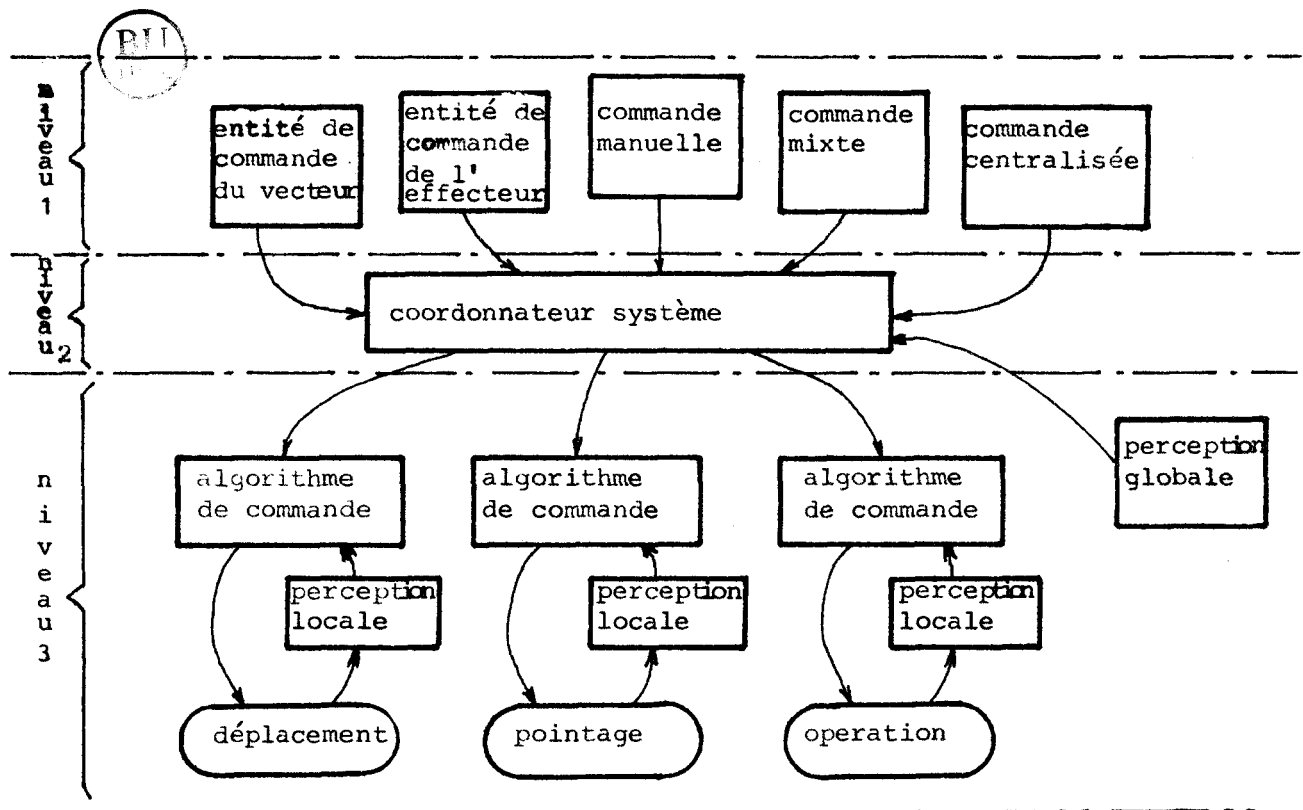 BU
niveau 1
entité de
commande
du vecteur
entité de
commande
de l'
effecteur
commande
manuelle
commande
mixte
commande
centralisée
niveau 2
coordonnateur système
niveau 3
algorithme
de commande
algorithme
de commande
algorithme
de commande
perception
globale
perception
locale
perception
locale
perception
locale
déplacement
pointage
operation